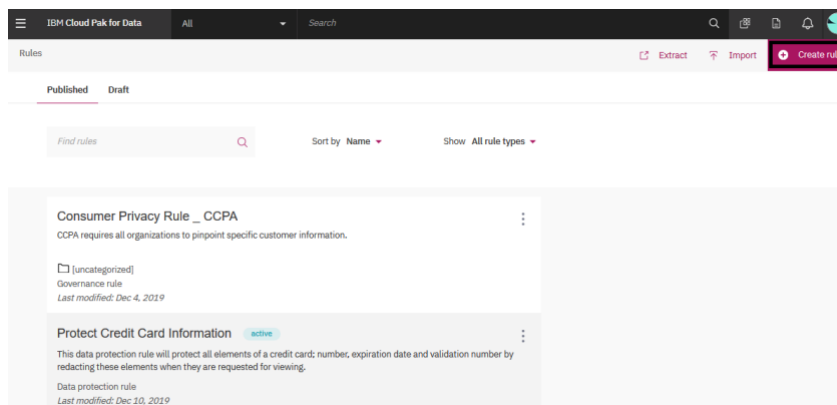 IBM Cloud Pak for Data All Search
Rules Extract Import Create rul
Published Draft
Find rules Sort by Name Show All rule types
Consumer Privacy Rule _ CCPA
CCPA requires all organizations to pinpoint specific customer information.
[uncategorized]
Governance rule
Last modified: Dec 4, 2019
Protect Credit Card Information active
This data protection rule will protect all elements of a credit card; number, expiration date and validation number by
redacting these elements when they are requested for viewing.
Data protection rule
Last modified: Dec 10, 2019